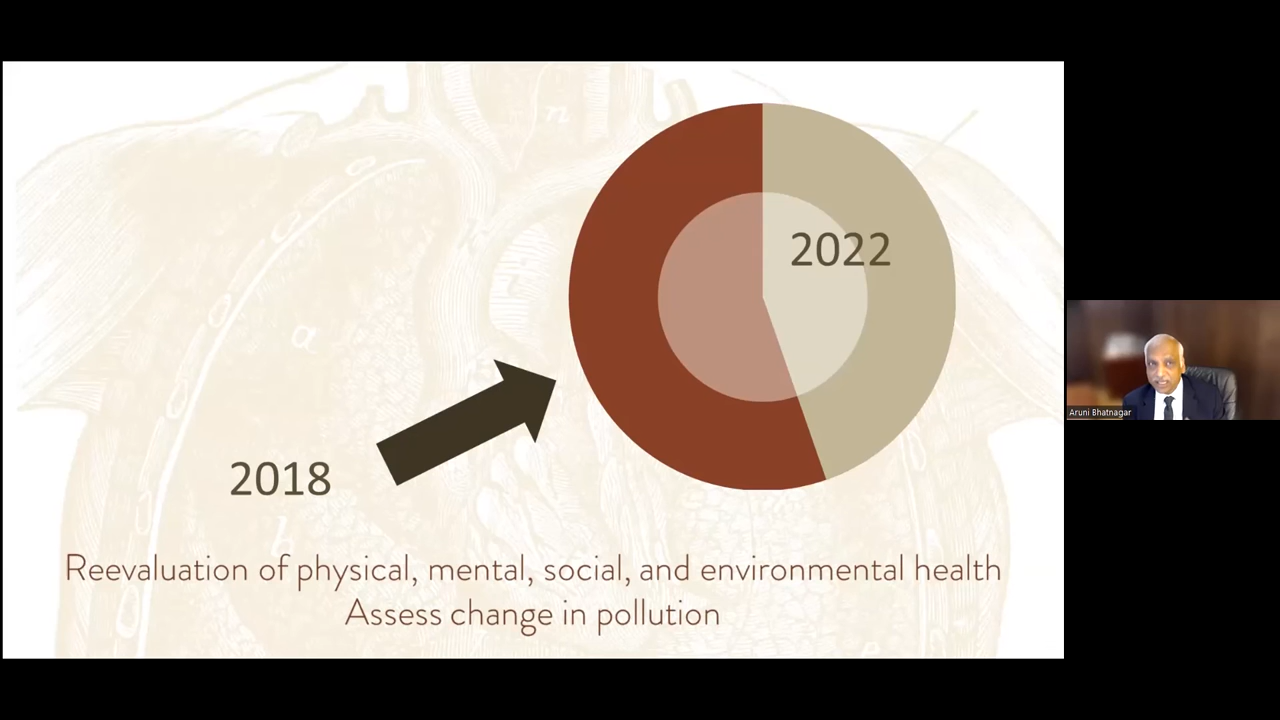 2022
2018
Reevaluation of physical, mental, social, and environmental health
Assess change in pollution
Aruni Bhatnagar